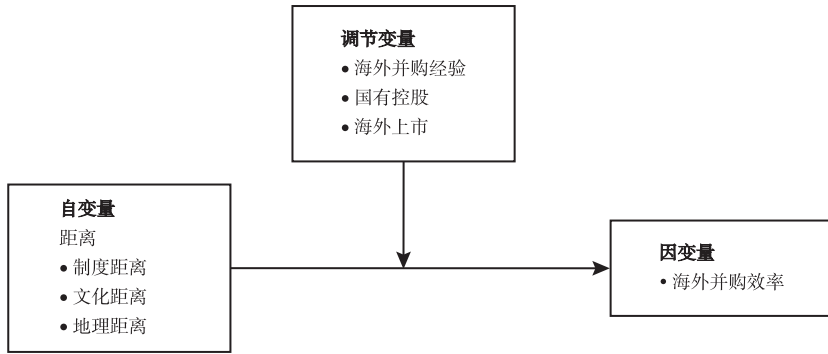 调节变量
• 海外并购经验
• 国有控股
• 海外上市
自变量
距离
• 制度距离
• 文化距离
• 地理距离
因变量
• 海外并购效率